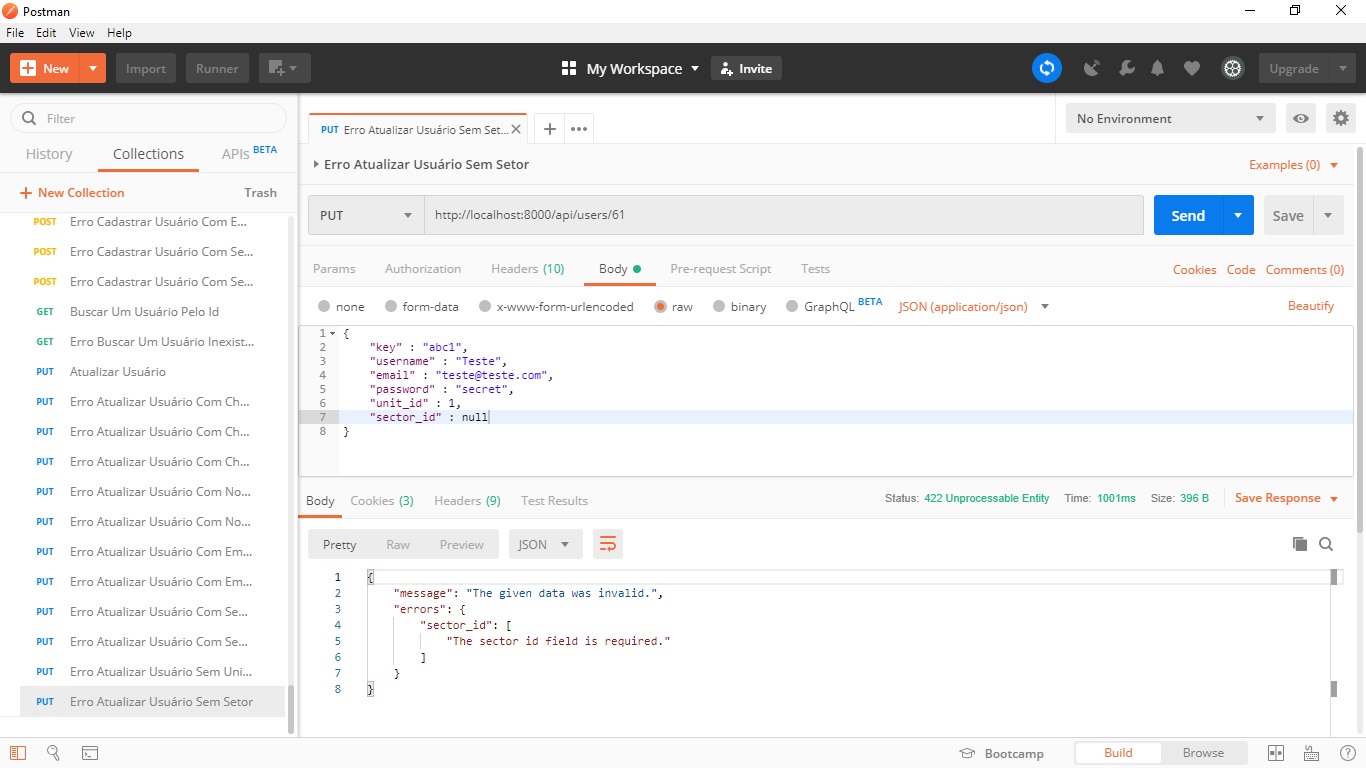 Postman
File Edit View Help
New Import Runner My Workspace Invite Upgrade
Filter
History Collections APIs BETA
New Collection Trash
POST Erro Cadastrar Usuário Com E...
POST Erro Cadastrar Usuário Com Se...
POST Erro Cadastrar Usuário Com Se...
GET Buscar Um Usuário Pelo Id
GET Erro Buscar Um Usuário Inexist...
PUT Atualizar Usuário
PUT Erro Atualizar Usuário Com Ch...
PUT Erro Atualizar Usuário Com Ch...
PUT Erro Atualizar Usuário Com Ch...
PUT Erro Atualizar Usuário Com No...
PUT Erro Atualizar Usuário Com No...
PUT Erro Atualizar Usuário Com Em...
PUT Erro Atualizar Usuário Com Em...
PUT Erro Atualizar Usuário Com Se...
PUT Erro Atualizar Usuário Com Se...
PUT Erro Atualizar Usuário Sem Uni...
PUT Erro Atualizar Usuário Sem Setor
PUT Erro Atualizar Usuário Sem Set...
No Environment
Erro Atualizar Usuário Sem Setor
Examples (0)
PUT http://localhost:8000/api/users/61 Send Save
Params Authorization Headers (10) Body Pre-request Script Tests Cookies Code Comments (0)
none form-data x-www-form-urlencoded raw binary GraphQL BETA JSON (application/json) Beautify
1 {
2 "key" : "abc1",
3 "username" : "Teste",
4 "email" : "teste@teste.com",
5 "password" : "secret",
6 "unit_id" : 1,
7 "sector_id" : null
8 }
Body Cookies (3) Headers (9) Test Results Status: 422 Unprocessable Entity Time: 1001ms Size: 396 B Save Response
Pretty Raw Preview JSON
1 {
2 "message": "The given data was invalid.",
3 "errors": {
4 "sector_id": [
5 "The sector id field is required."
6 ]
7 }
8 }
Bootcamp Build Browse